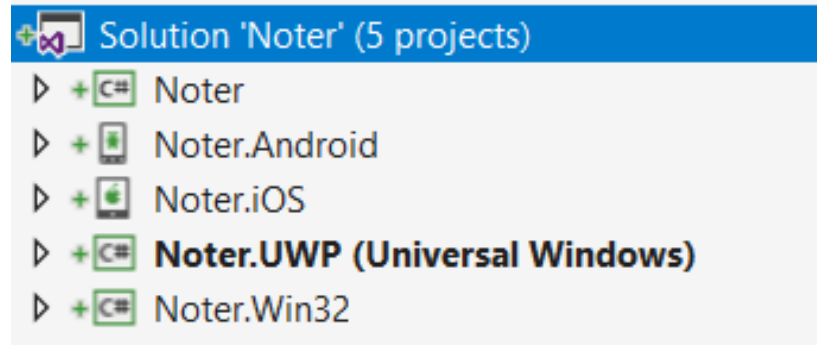 Solution 'Noter' (5 projects)
C# Noter
Noter.Android
Noter.iOS
C# Noter.UWP (Universal Windows)
C# Noter.Win32